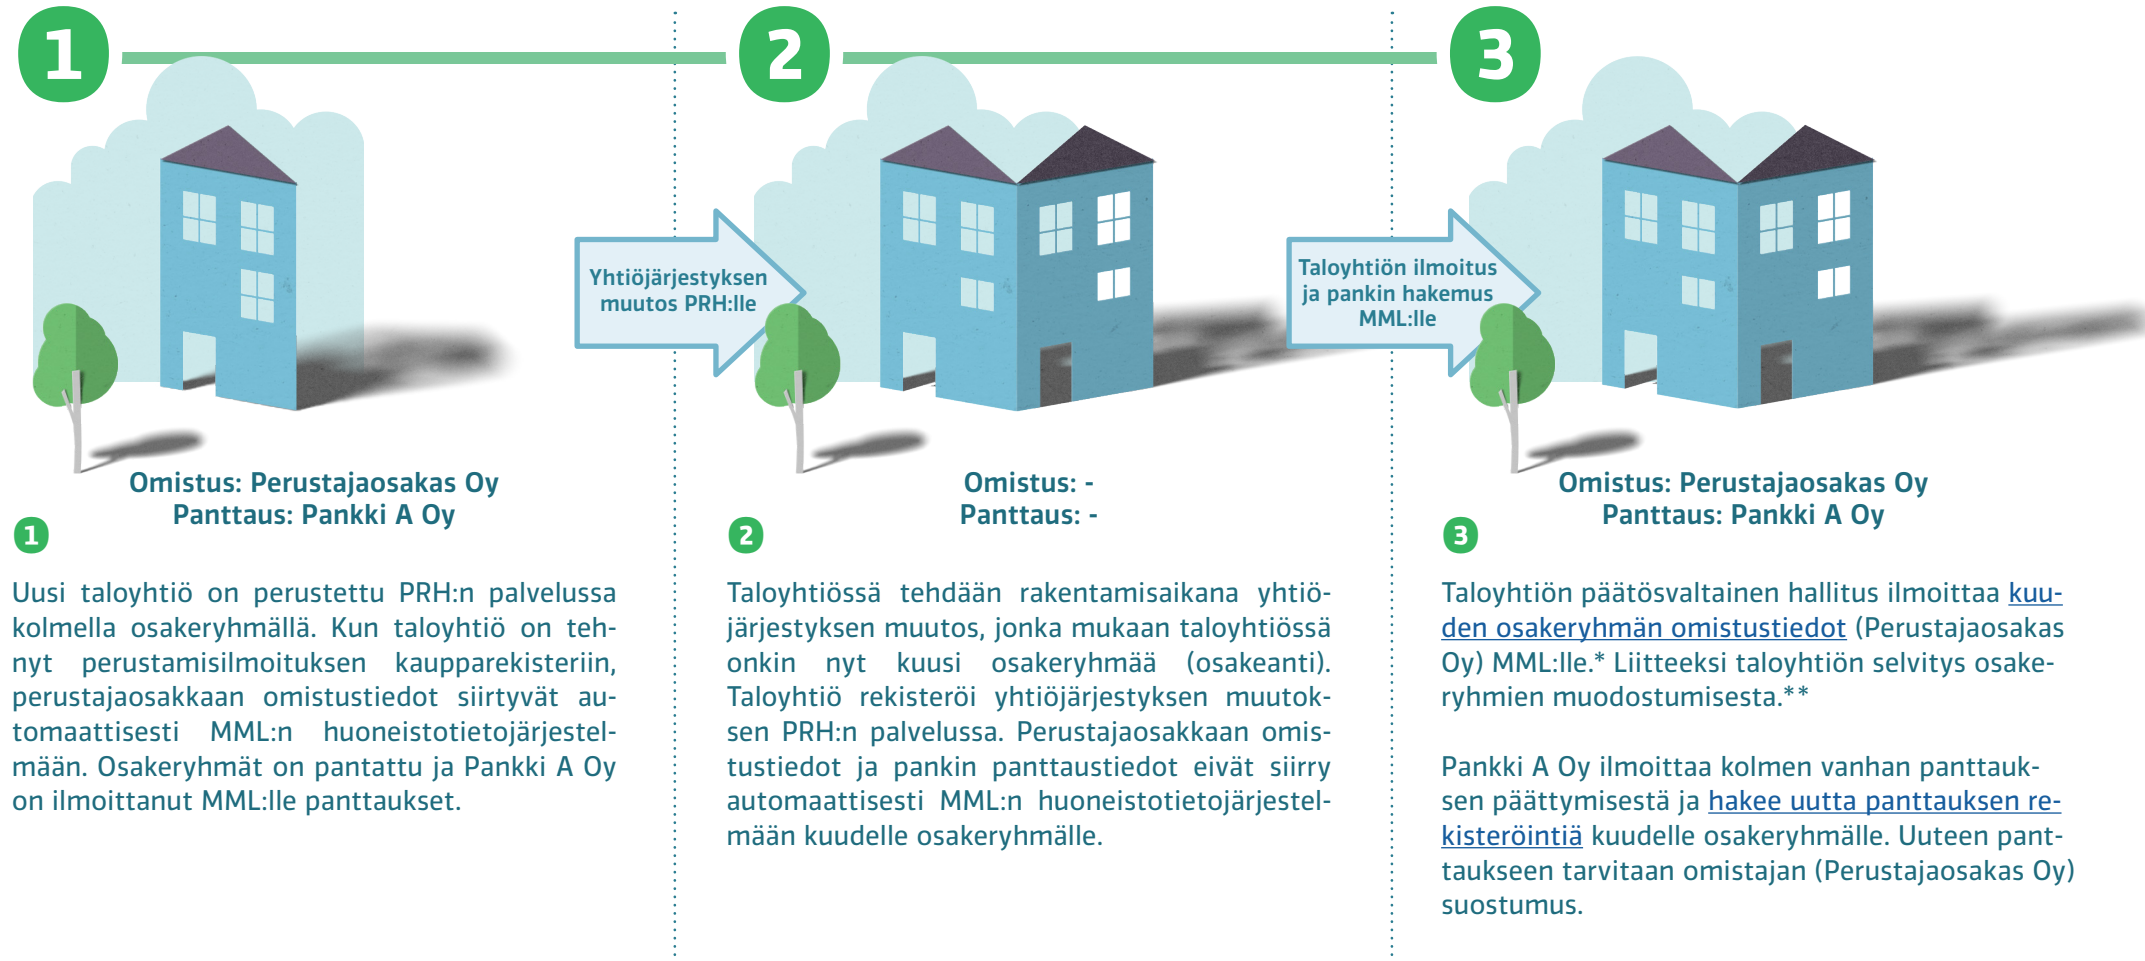 1
2
3
Yhtiöjärjestyksen
muutos PRH:lle
Taloyhtiön ilmoitus
ja pankin hakemus
MML:lle
Omistus: Perustajaosakas Oy
Panttaus: Pankki A Oy
1
Uusi taloyhtiö on perustettu PRH:n palvelussa
kolmella osakeryhmällä. Kun taloyhtiö on teh-
nyt perustamisilmoituksen kaupparekisteriin,
perustajaosakkaan omistustiedot siirtyvät au-
tomaattisesti MML:n huoneistotietojärjestel-
mään. Osakeryhmät on pantattu ja Pankki A Oy
on ilmoittanut MML:lle panttaukset.
Omistus: -
Panttaus: -
2
Taloyhtiössä tehdään rakentamisaikana yhtiö-
järjestyksen muutos, jonka mukaan taloyhtiössä
onkin nyt kuusi osakeryhmää (osakeanti).
Taloyhtiö rekisteröi yhtiöjärjestyksen muutok-
sen PRH:n palvelussa. Perustajaosakkaan omis-
tustiedot ja pankin panttaustiedot eivät siirry
automaattisesti MML:n huoneistotietojärjestel-
mään kuudelle osakeryhmälle.
Omistus: Perustajaosakas Oy
Panttaus: Pankki A Oy
3
Taloyhtiön päätösvaltainen hallitus ilmoittaa kuu-
den osakeryhmän omistustiedot (Perustajaosakas
Oy) MML:lle.* Liitteeksi taloyhtiön selvitys osake-
ryhmien muodostumisesta.**
Pankki A Oy ilmoittaa kolmen vanhan panttauk-
sen päättymisestä ja hakee uutta panttauksen re-
kisteröintiä kuudelle osakeryhmälle. Uuteen pant-
taukseen tarvitaan omistajan (Perustajaosakas Oy)
suostumus.